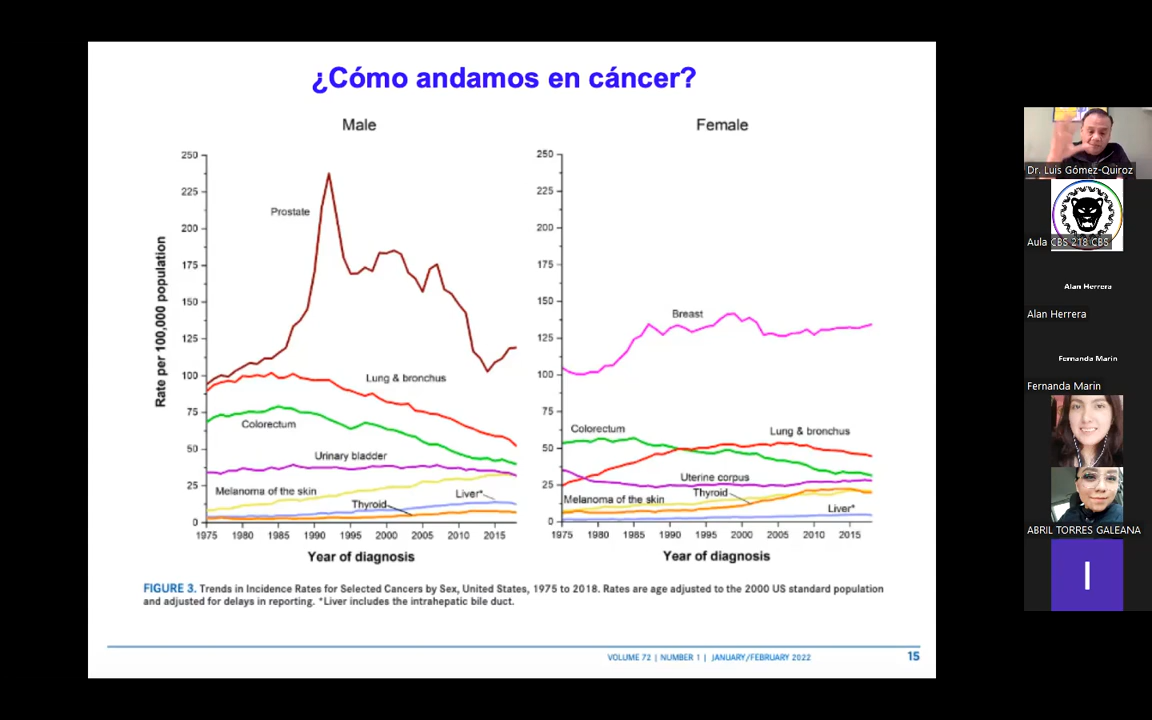 ¿Cómo andamos en cáncer?
Male
Female
Rate per 100,000 population
250
225
200
175
150
125
100
75
50
25
0
Prostate
Lung & bronchus
Colorectum
Urinary bladder
Melanoma of the skin
Liver*
Thyroid
1975 1980 1985 1990 1995 2000 2005 2010 2015
Year of diagnosis
250
225
200
175
150
125
100
75
50
25
0
Breast
Colorectum
Lung & bronchus
Uterine corpus
Thyroid
Melanoma of the skin
Liver*
1975 1980 1985 1990 1995 2000 2005 2010 2015
Year of diagnosis
FIGURE 3. Trends in Incidence Rates for Selected Cancers by Sex, United States, 1975 to 2018. Rates are age adjusted to the 2000 US standard population
and adjusted for delays in reporting. *Liver includes the intrahepatic bile duct.
VOLUME 72 | NUMBER 1 | JANUARY/FEBRUARY 2022
15
Dr. Luis Gómez-Quiroz
Aula CBS 218 CBS
Alan Herrera
Alan Herrera
Fernanda Marin
Fernanda Marin
ABRIL TORRES GALEANA
I